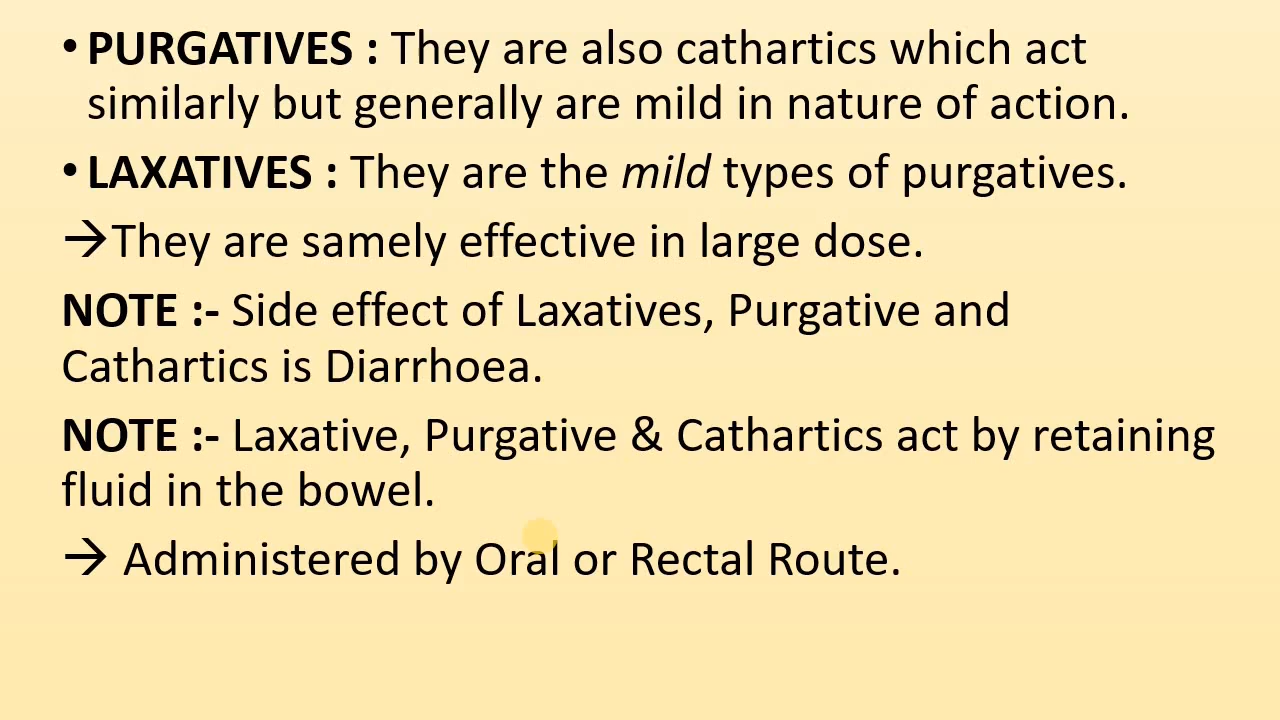 • PURGATIVES : They are also cathartics which act
similarly but generally are mild in nature of action.
• LAXATIVES : They are the mild types of purgatives.
→They are samely effective in large dose.
NOTE :- Side effect of Laxatives, Purgative and
Cathartics is Diarrhoea.
NOTE :- Laxative, Purgative & Cathartics act by retaining
fluid in the bowel.
→ Administered by Oral or Rectal Route.